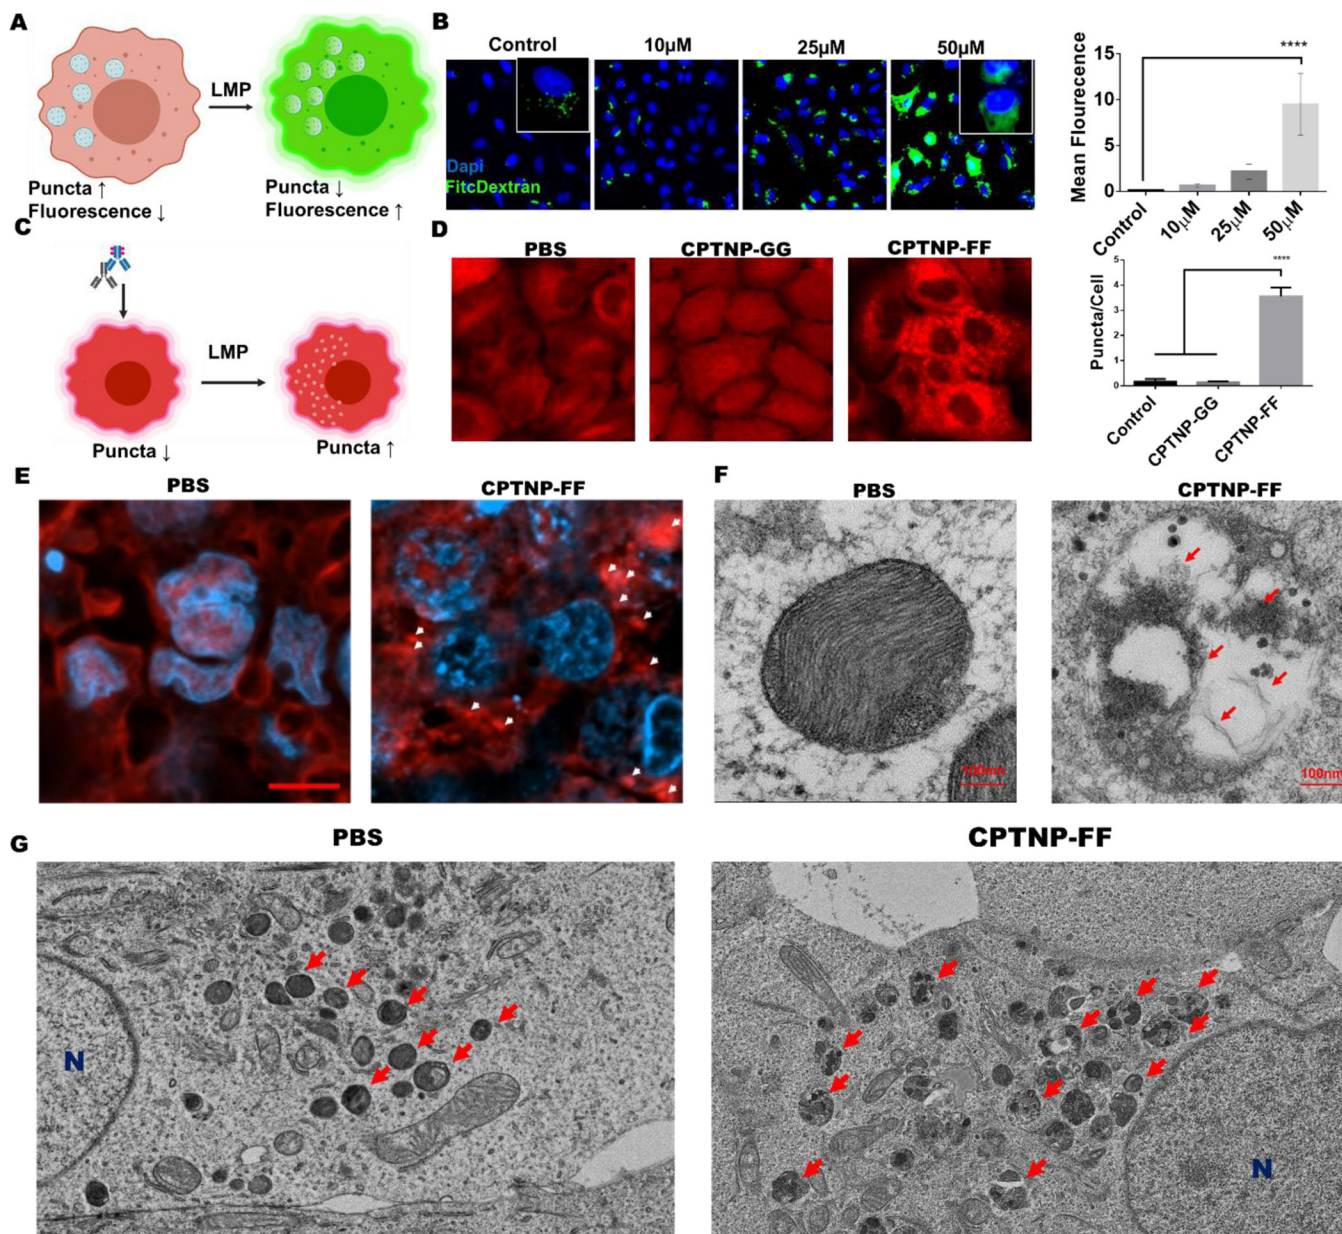 A
LMP
Puncta ↑
Fluorescence ↓
Puncta ↓
Fluorescence ↑
B
Control
10μM
25μM
50μM
Dapi
FitcDextran
Mean Flourecence
15
10
5
0
****
Control
10μM
25μM
50μM
C
LMP
Puncta ↓
Puncta ↑
D
PBS
CPTNP-GG
CPTNP-FF
Puncta/Cell
5
4
3
2
1
0
****
Control
CPTNP-GG
CPTNP-FF
E
PBS
CPTNP-FF
F
PBS
CPTNP-FF
100nm
100nm
G
PBS
CPTNP-FF
N
N